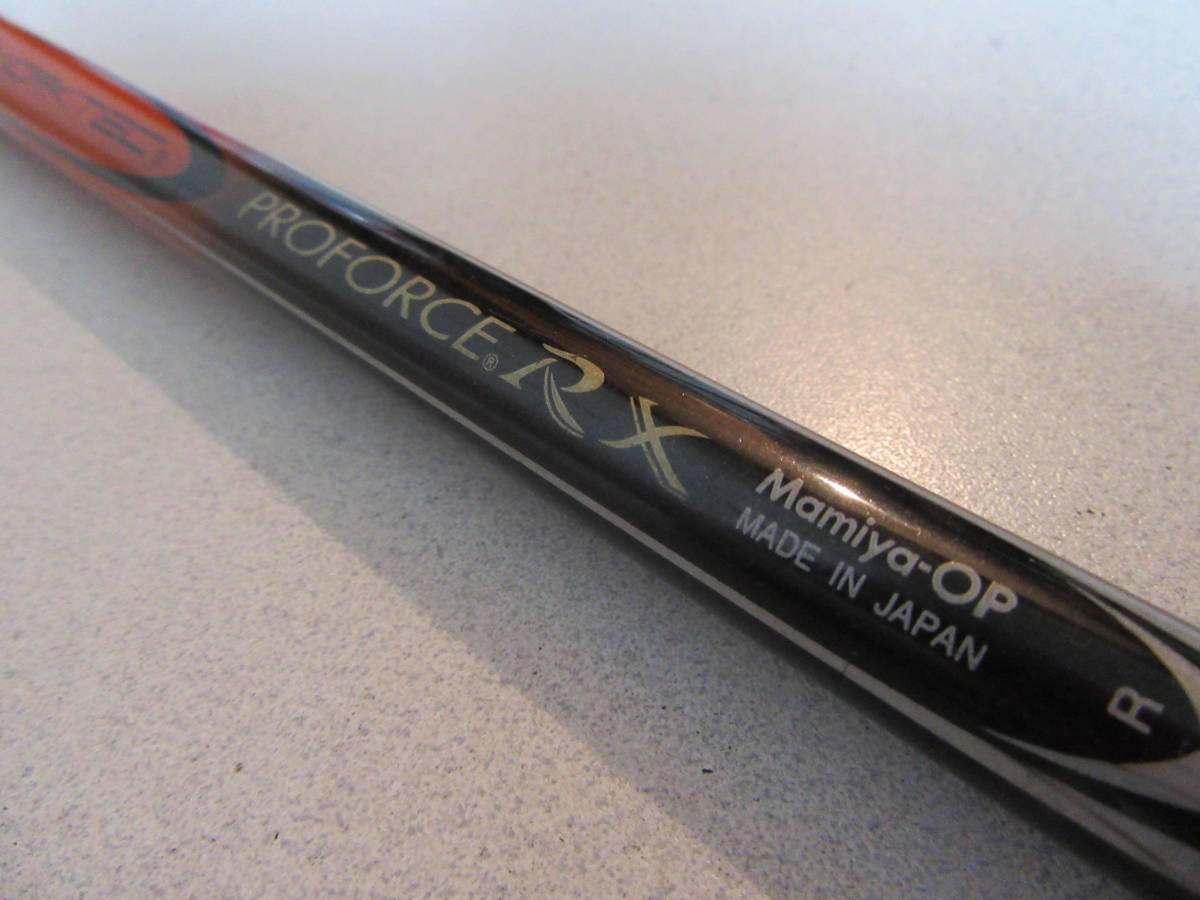 PROFORCE® RX
Mamiya-OP
MADE IN JAPAN
R